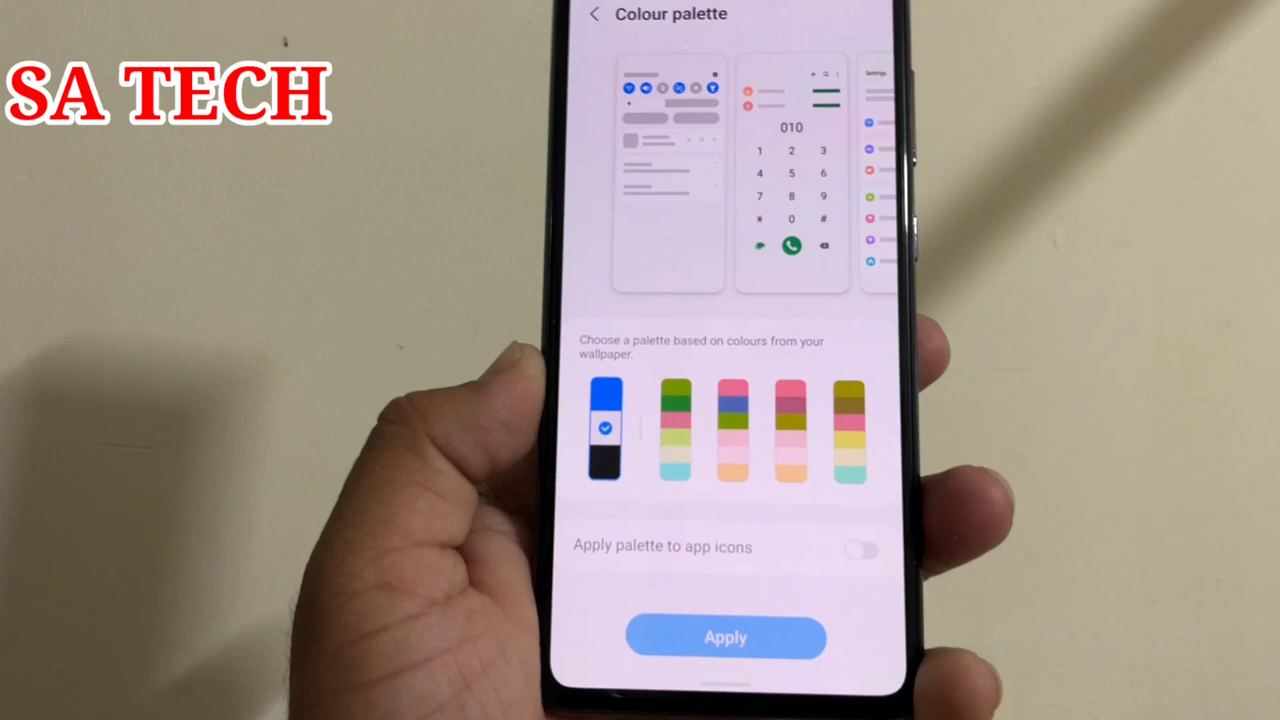 SA TECH
Colour palette
Settings
010
1 2 3
4 5 6
7 8 9
* 0 #
Choose a palette based on colours from your
wallpaper.
Apply palette to app icons
Apply